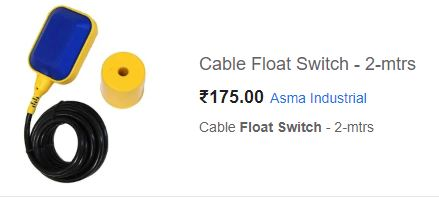 Cable Float Switch - 2-mtrs
₹175.00 Asma Industrial
Cable Float Switch - 2-mtrs